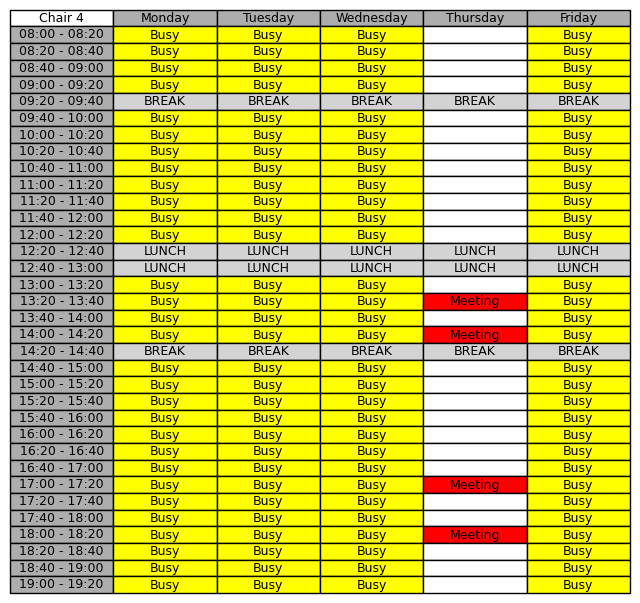 Chair 4 Monday Tuesday Wednesday Thursday Friday
08:00 - 08:20 Busy Busy Busy Busy
08:20 - 08:40 Busy Busy Busy Busy
08:40 - 09:00 Busy Busy Busy Busy
09:00 - 09:20 Busy Busy Busy Busy
09:20 - 09:40 BREAK BREAK BREAK BREAK BREAK
09:40 - 10:00 Busy Busy Busy Busy
10:00 - 10:20 Busy Busy Busy Busy
10:20 - 10:40 Busy Busy Busy Busy
10:40 - 11:00 Busy Busy Busy Busy
11:00 - 11:20 Busy Busy Busy Busy
11:20 - 11:40 Busy Busy Busy Busy
11:40 - 12:00 Busy Busy Busy Busy
12:00 - 12:20 Busy Busy Busy Busy
12:20 - 12:40 LUNCH LUNCH LUNCH LUNCH LUNCH
12:40 - 13:00 LUNCH LUNCH LUNCH LUNCH LUNCH
13:00 - 13:20 Busy Busy Busy Busy
13:20 - 13:40 Busy Busy Busy Meeting Busy
13:40 - 14:00 Busy Busy Busy Busy
14:00 - 14:20 Busy Busy Busy Meeting Busy
14:20 - 14:40 BREAK BREAK BREAK BREAK BREAK
14:40 - 15:00 Busy Busy Busy Busy
15:00 - 15:20 Busy Busy Busy Busy
15:20 - 15:40 Busy Busy Busy Busy
15:40 - 16:00 Busy Busy Busy Busy
16:00 - 16:20 Busy Busy Busy Busy
16:20 - 16:40 Busy Busy Busy Busy
16:40 - 17:00 Busy Busy Busy Busy
17:00 - 17:20 Busy Busy Busy Meeting Busy
17:20 - 17:40 Busy Busy Busy Busy
17:40 - 18:00 Busy Busy Busy Busy
18:00 - 18:20 Busy Busy Busy Meeting Busy
18:20 - 18:40 Busy Busy Busy Busy
18:40 - 19:00 Busy Busy Busy Busy
19:00 - 19:20 Busy Busy Busy Busy